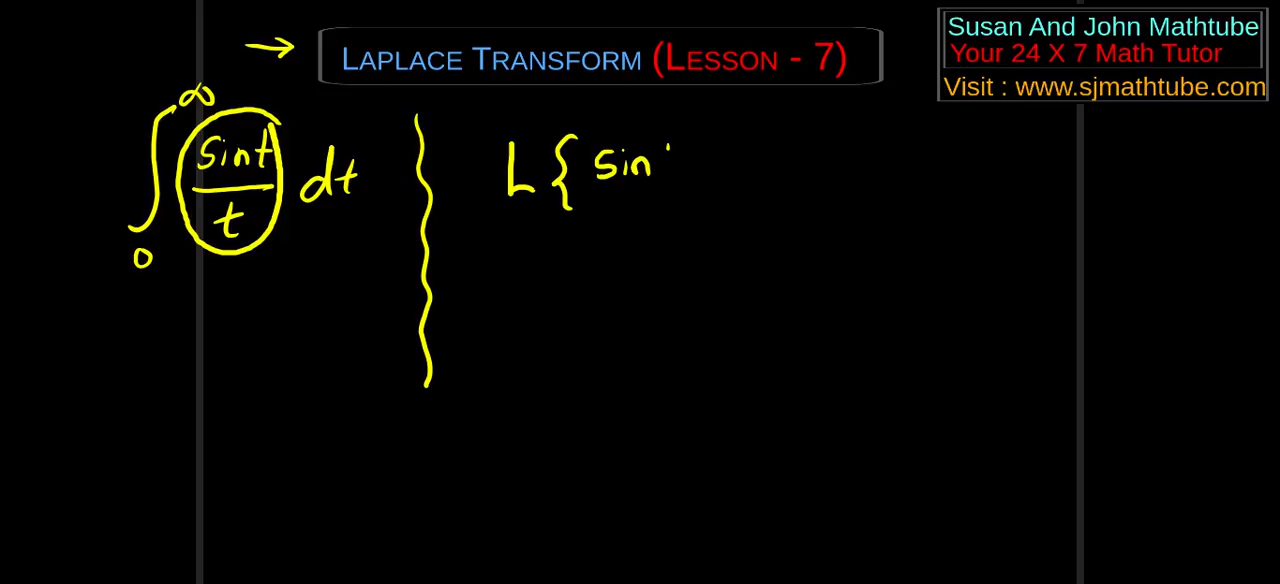 → LAPLACE TRANSFORM (LESSON - 7)
Susan And John Mathtube
Your 24 X 7 Math Tutor
Visit : www.sjmathtube.com
∫₀^∞ sint/t dt
L{ sin